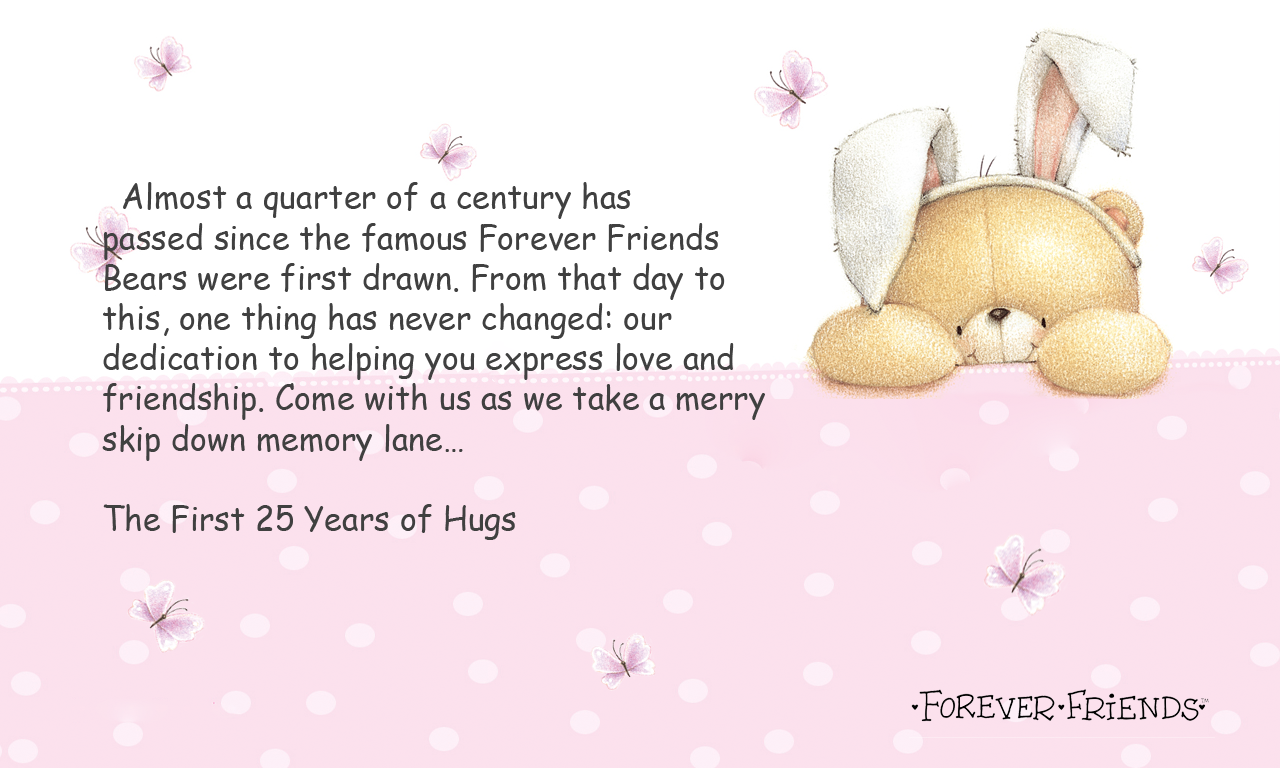 Almost a quarter of a century has
passed since the famous Forever Friends
Bears were first drawn. From that day to
this, one thing has never changed: our
dedication to helping you express love and
friendship. Come with us as we take a merry
skip down memory lane…
The First 25 Years of Hugs
♥FOREVER♥FRiENDS♥™